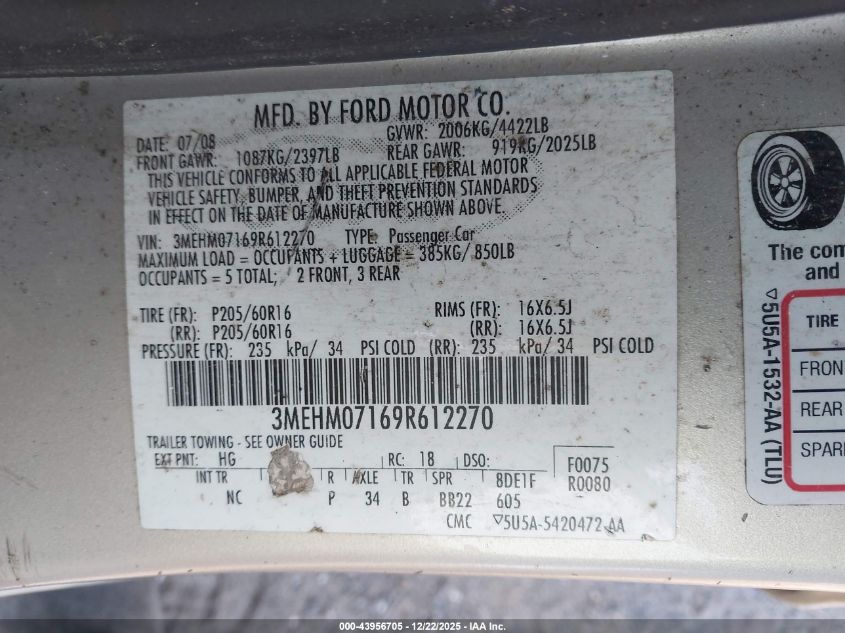 MFD. BY FORD MOTOR CO.
DATE: 07/08 GVWR: 2006KG/4422LB
FRONT GAWR: 1087KG/2397LB REAR GAWR: 919KG/2025LB
THIS VEHICLE CONFORMS TO ALL APPLICABLE FEDERAL MOTOR
VEHICLE SAFETY, BUMPER, AND THEFT PREVENTION STANDARDS
IN EFFECT ON THE DATE OF MANUFACTURE SHOWN ABOVE.
VIN: 3MEHM07169R612270 TYPE: Passenger Car
MAXIMUM LOAD = OCCUPANTS + LUGGAGE = 385KG/ 850LB
OCCUPANTS = 5 TOTAL; 2 FRONT, 3 REAR
TIRE (FR): P205/60R16 RIMS (FR): 16X6.5J
(RR): P205/60R16 (RR): 16X6.5J
PRESSURE (FR): 235 kPa/ 34 PSI COLD (RR): 235 kPa/ 34 PSI COLD
3MEHM07169R612270
TRAILER TOWING - SEE OWNER GUIDE
EXT PNT: HG RC: 18 DSO: F0075
INT TR R AXLE TR SPR 8DE1F R0080
NC P 34 B BB22 605
CMC ▽5U5A-5420472-AA
The com
and
TIRE
FRON
REAR
SPAR
▽5U5A-1532-AA (TLU)
000-43956705 - 12/22/2025 - IAA Inc.